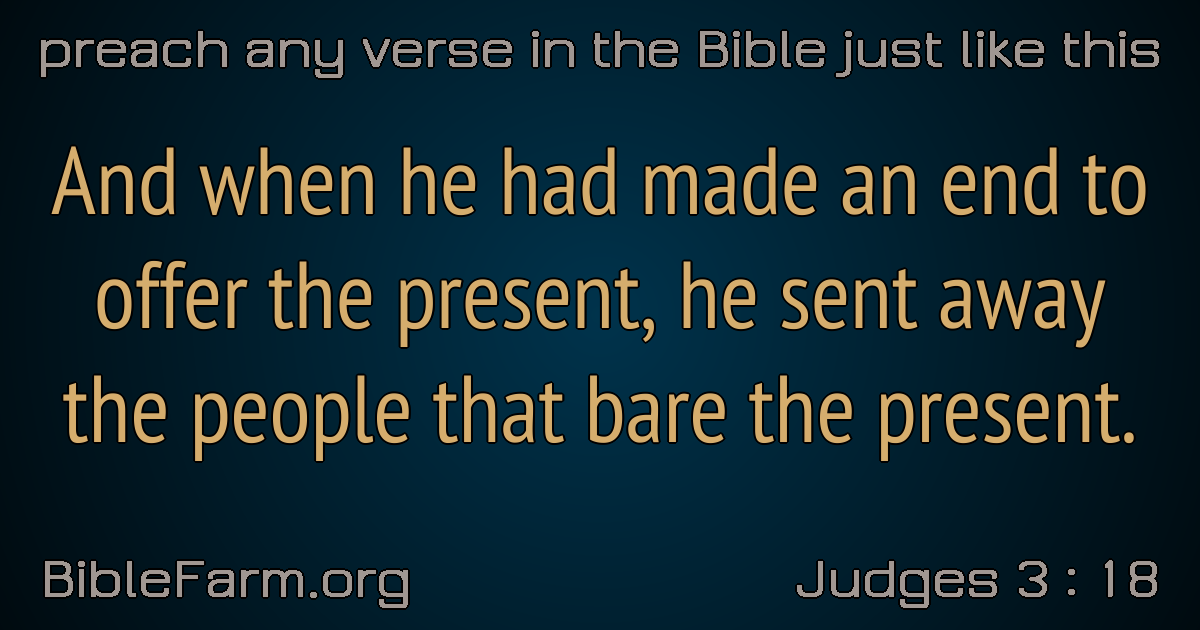 preach any verse in the Bible just like this
And when he had made an end to
offer the present, he sent away
the people that bare the present.
BibleFarm.org
Judges 3 : 18